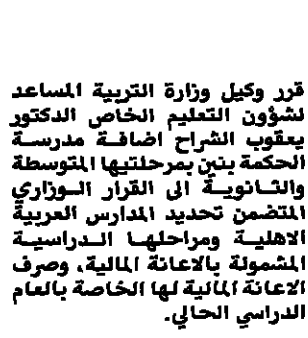 قرر وكيل وزارة التربية المساعد
لشؤون التعليم الخاص الدكتور
يعقوب الشراح اضافة مدرسة
الحكمة بنين بمرحلتيها المتوسطة
والثانوية الى القرار الوزاري
المتضمن تحديد المدارس العربية
الاهلية ومراحلها الدراسية
المشمولة بالاعانة المالية، وصرف
الاعانة المالية لها الخاصة بالعام
الدراسي الحالي.